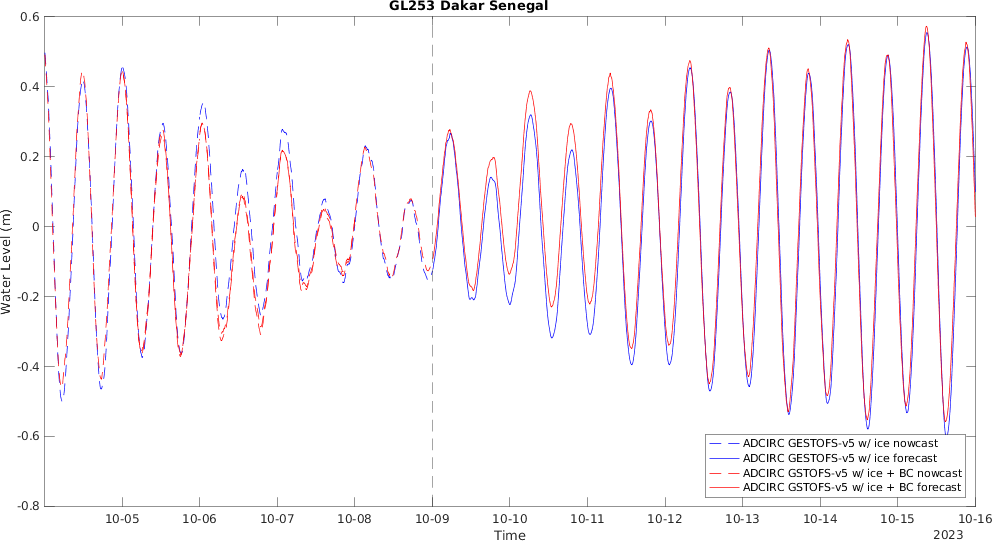 GL253 Dakar Senegal
Water Level (m)
0.6
0.4
0.2
0
-0.2
-0.4
-0.6
-0.8
ADCIRC GESTOFS-v5 w/ ice nowcast
ADCIRC GESTOFS-v5 w/ ice forecast
ADCIRC GSTOFS-v5 w/ ice + BC nowcast
ADCIRC GSTOFS-v5 w/ ice + BC forecast
10-05 10-06 10-07 10-08 10-09 10-10 10-11 10-12 10-13 10-14 10-15 10-16
Time
2023